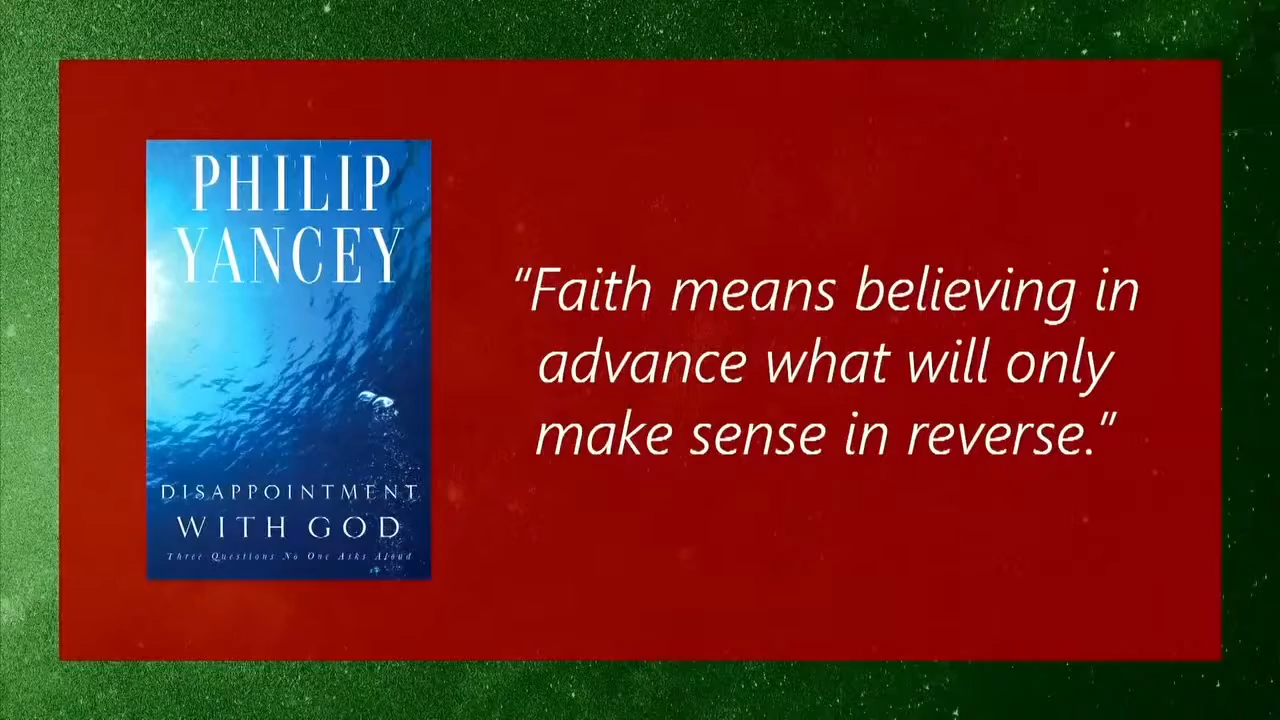 PHILIP
YANCEY
DISAPPOINTMENT
WITH GOD
Three Questions No One Asks Aloud
“Faith means believing in
advance what will only
make sense in reverse.”